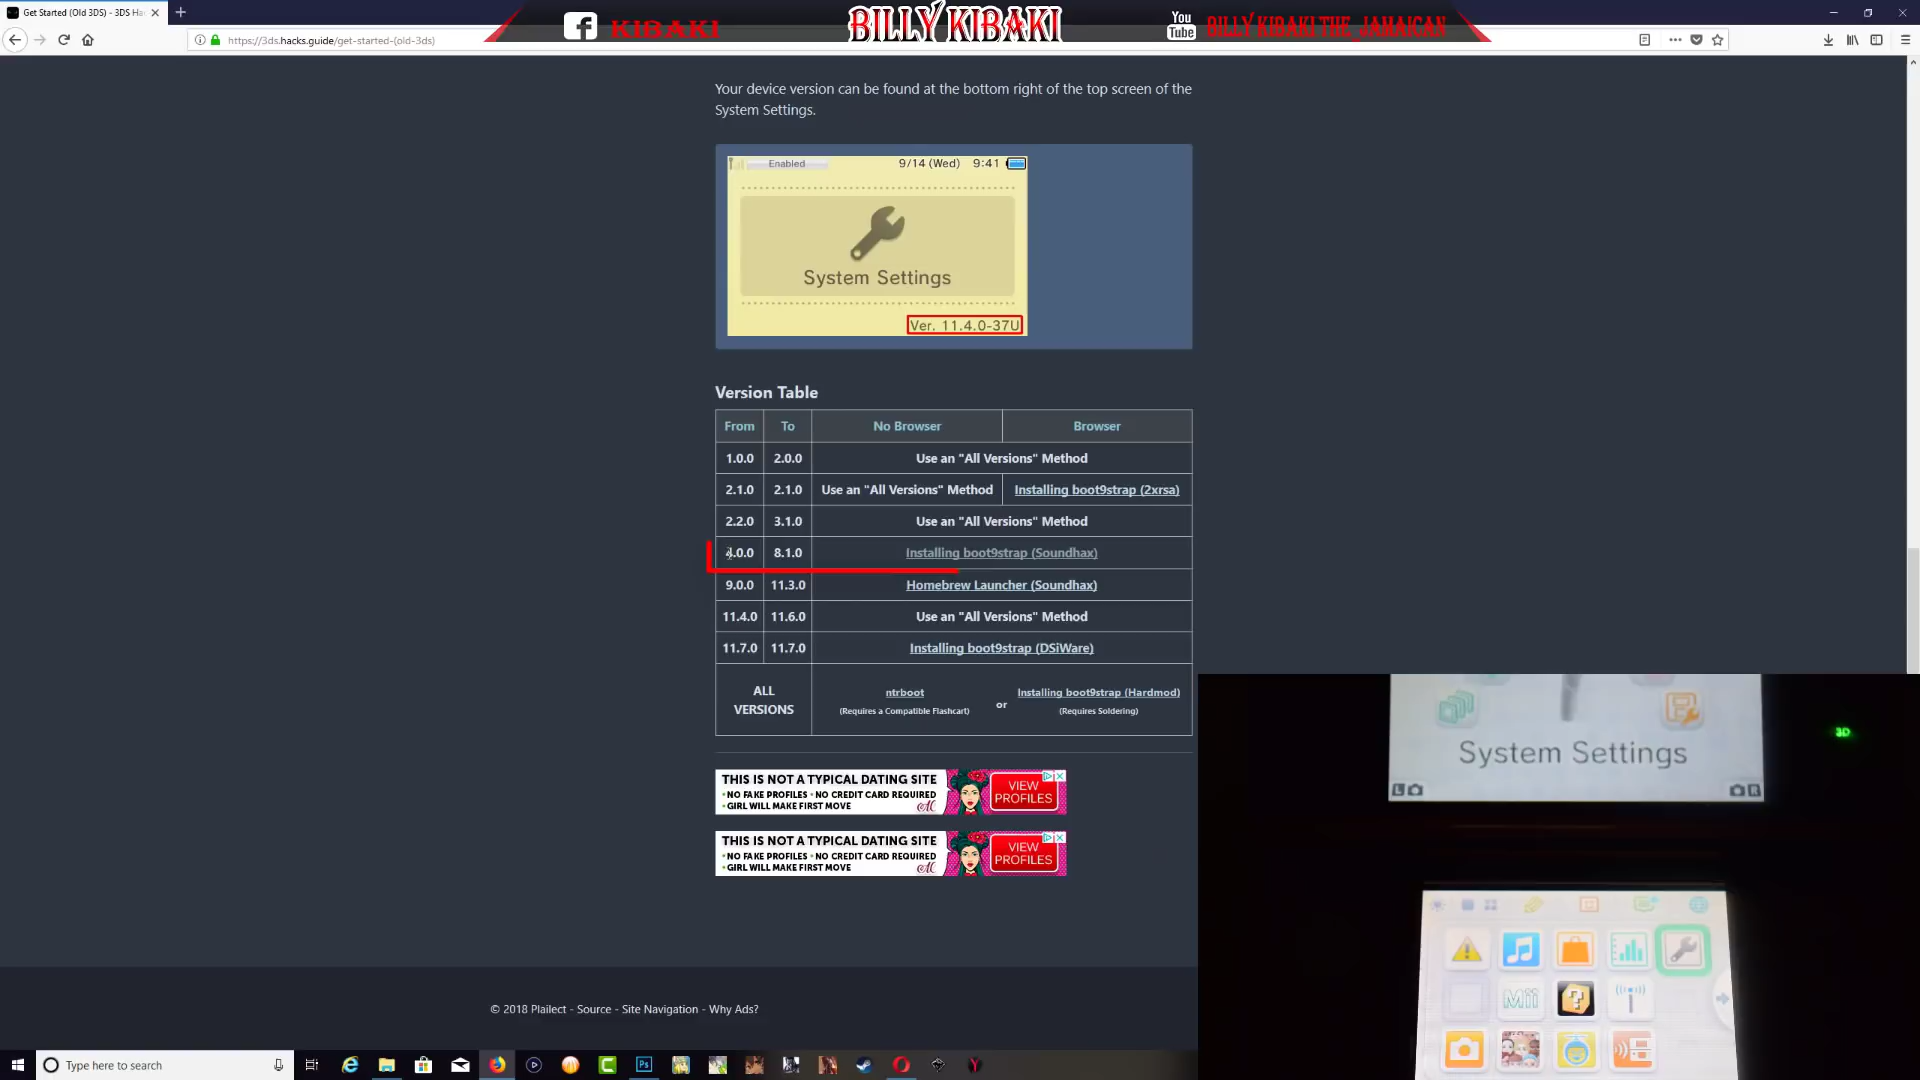 Get Started (Old 3DS) - 3DS Ha
https://3ds.hacks.guide/get-started-(old-3ds)
KIBAKI
BILLY KIBAKI
You
Tube
BILLY KIBAKI THE_JAMAICAN
Your device version can be found at the bottom right of the top screen of the
System Settings.
Enabled
9/14 (Wed) 9:41
System Settings
Ver. 11.4.0-37U
Version Table
From To No Browser Browser
1.0.0 2.0.0 Use an "All Versions" Method
2.1.0 2.1.0 Use an "All Versions" Method Installing boot9strap (2xrsa)
2.2.0 3.1.0 Use an "All Versions" Method
4.0.0 8.1.0 Installing boot9strap (Soundhax)
9.0.0 11.3.0 Homebrew Launcher (Soundhax)
11.4.0 11.6.0 Use an "All Versions" Method
11.7.0 11.7.0 Installing boot9strap (DSiWare)
ALL
VERSIONS
ntrboot
(Requires a Compatible Flashcart)
or
Installing boot9strap (Hardmod)
(Requires Soldering)
THIS IS NOT A TYPICAL DATING SITE
• NO FAKE PROFILES • NO CREDIT CARD REQUIRED
• GIRL WILL MAKE FIRST MOVE
VIEW
PROFILES
THIS IS NOT A TYPICAL DATING SITE
• NO FAKE PROFILES • NO CREDIT CARD REQUIRED
• GIRL WILL MAKE FIRST MOVE
VIEW
PROFILES
System Settings
L
R
3D
Mii
© 2018 Plailect - Source - Site Navigation - Why Ads?
Type here to search
Ps